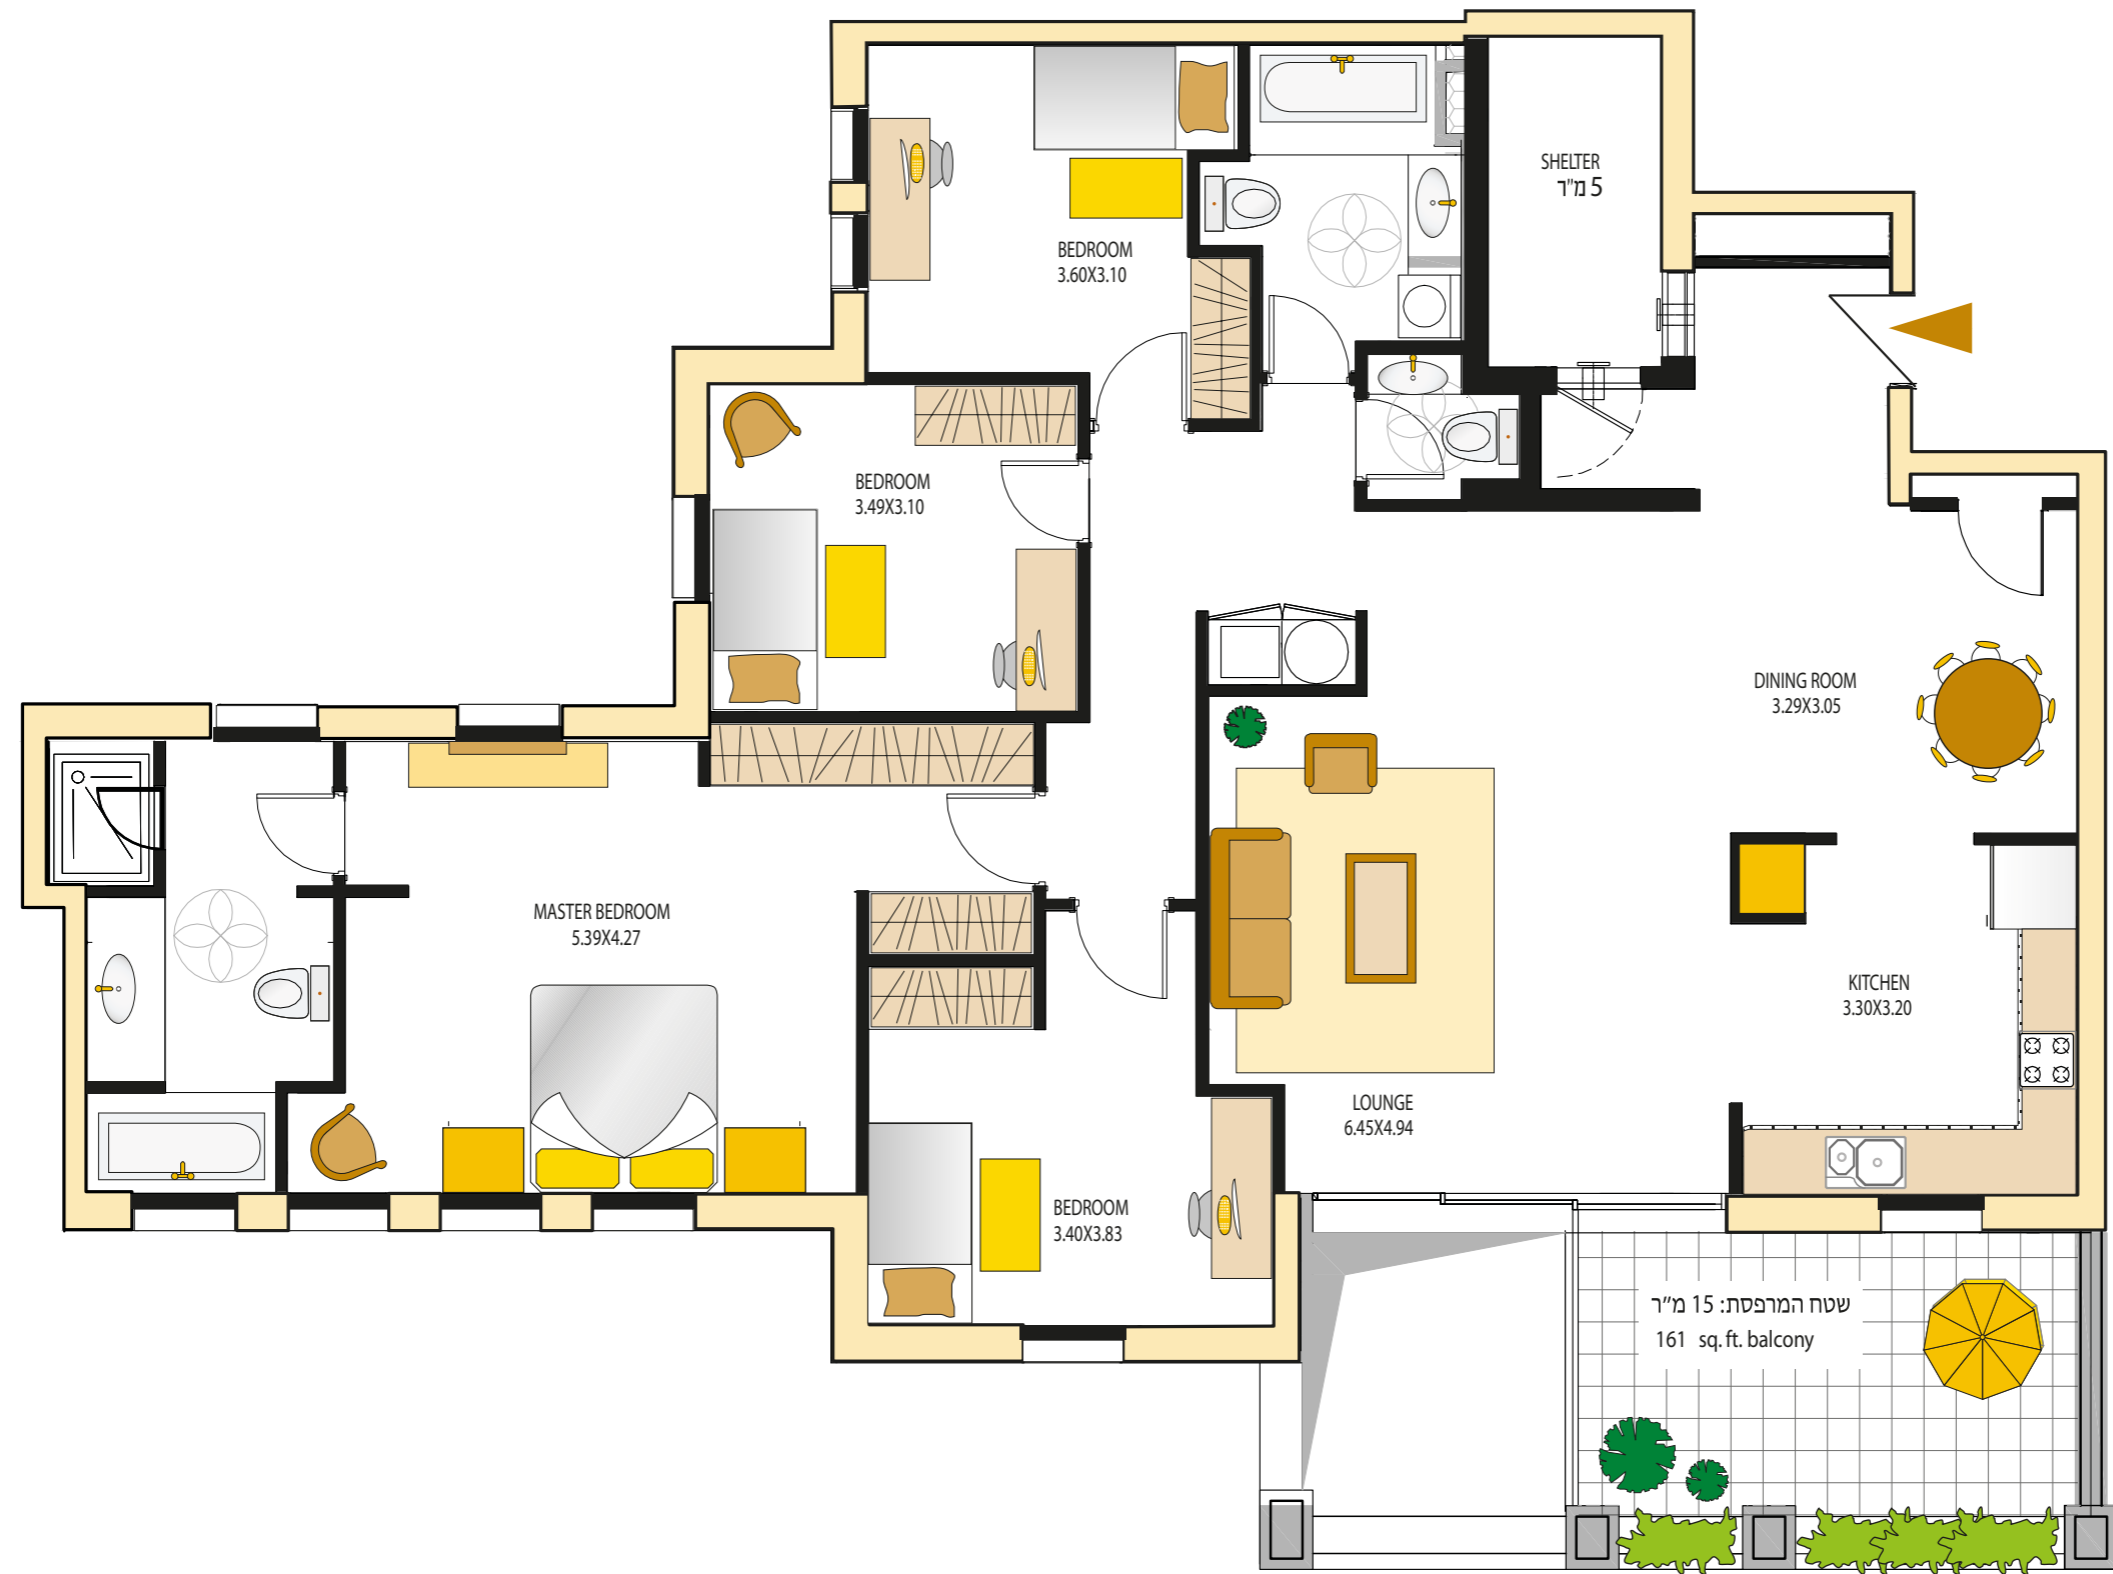 SHELTER
5 מ"ר
BEDROOM
3.60X3.10
BEDROOM
3.49X3.10
DINING ROOM
3.29X3.05
MASTER BEDROOM
5.39X4.27
KITCHEN
3.30X3.20
LOUNGE
6.45X4.94
BEDROOM
3.40X3.83
שטח המרפסת: 15 מ"ר
161 sq. ft. balcony